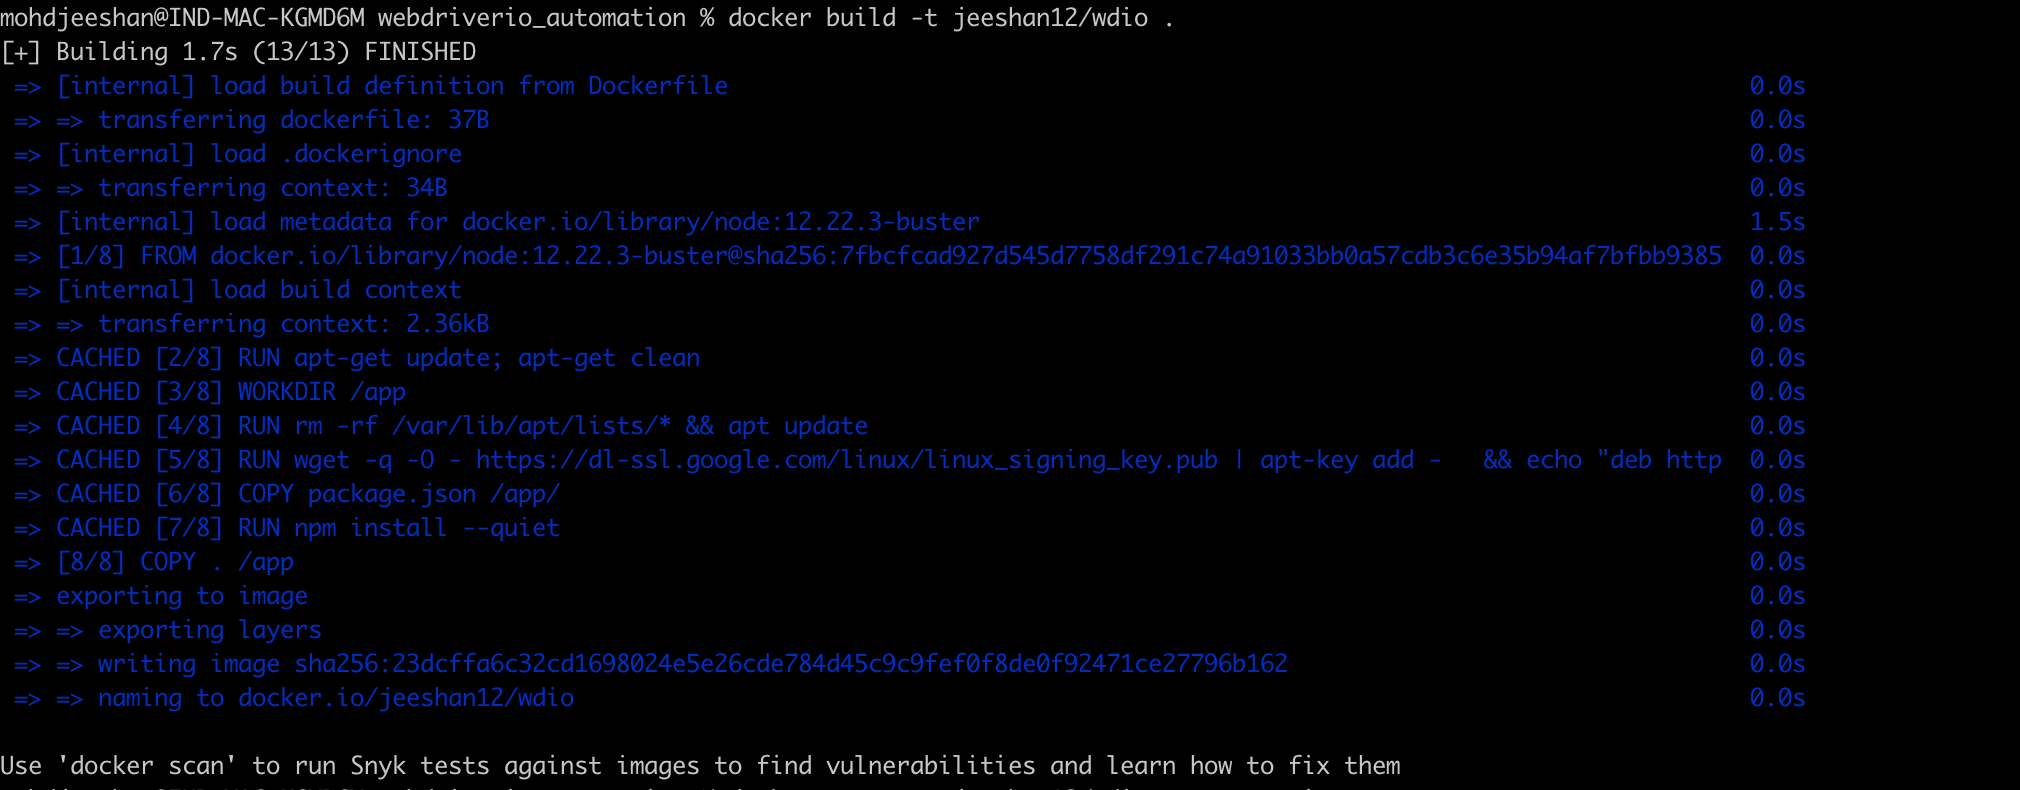 mohdjeeshan@IND-MAC-KGMD6M webdriverio_automation % docker build -t jeeshan12/wdio .
[+] Building 1.7s (13/13) FINISHED
=> [internal] load build definition from Dockerfile 0.0s
=> => transferring dockerfile: 37B 0.0s
=> [internal] load .dockerignore 0.0s
=> => transferring context: 34B 0.0s
=> [internal] load metadata for docker.io/library/node:12.22.3-buster 1.5s
=> [1/8] FROM docker.io/library/node:12.22.3-buster@sha256:7fbcfcad927d545d7758df291c74a91033bb0a57cdb3c6e35b94af7bfbb9385 0.0s
=> [internal] load build context 0.0s
=> => transferring context: 2.36kB 0.0s
=> CACHED [2/8] RUN apt-get update; apt-get clean 0.0s
=> CACHED [3/8] WORKDIR /app 0.0s
=> CACHED [4/8] RUN rm -rf /var/lib/apt/lists/* && apt update 0.0s
=> CACHED [5/8] RUN wget -q -O - https://dl-ssl.google.com/linux/linux_signing_key.pub | apt-key add -   && echo "deb http 0.0s
=> CACHED [6/8] COPY package.json /app/ 0.0s
=> CACHED [7/8] RUN npm install --quiet 0.0s
=> [8/8] COPY . /app 0.0s
=> exporting to image 0.0s
=> => exporting layers 0.0s
=> => writing image sha256:23dcffa6c32cd1698024e5e26cde784d45c9c9fef0f8de0f92471ce27796b162 0.0s
=> => naming to docker.io/jeeshan12/wdio 0.0s
Use 'docker scan' to run Snyk tests against images to find vulnerabilities and learn how to fix them